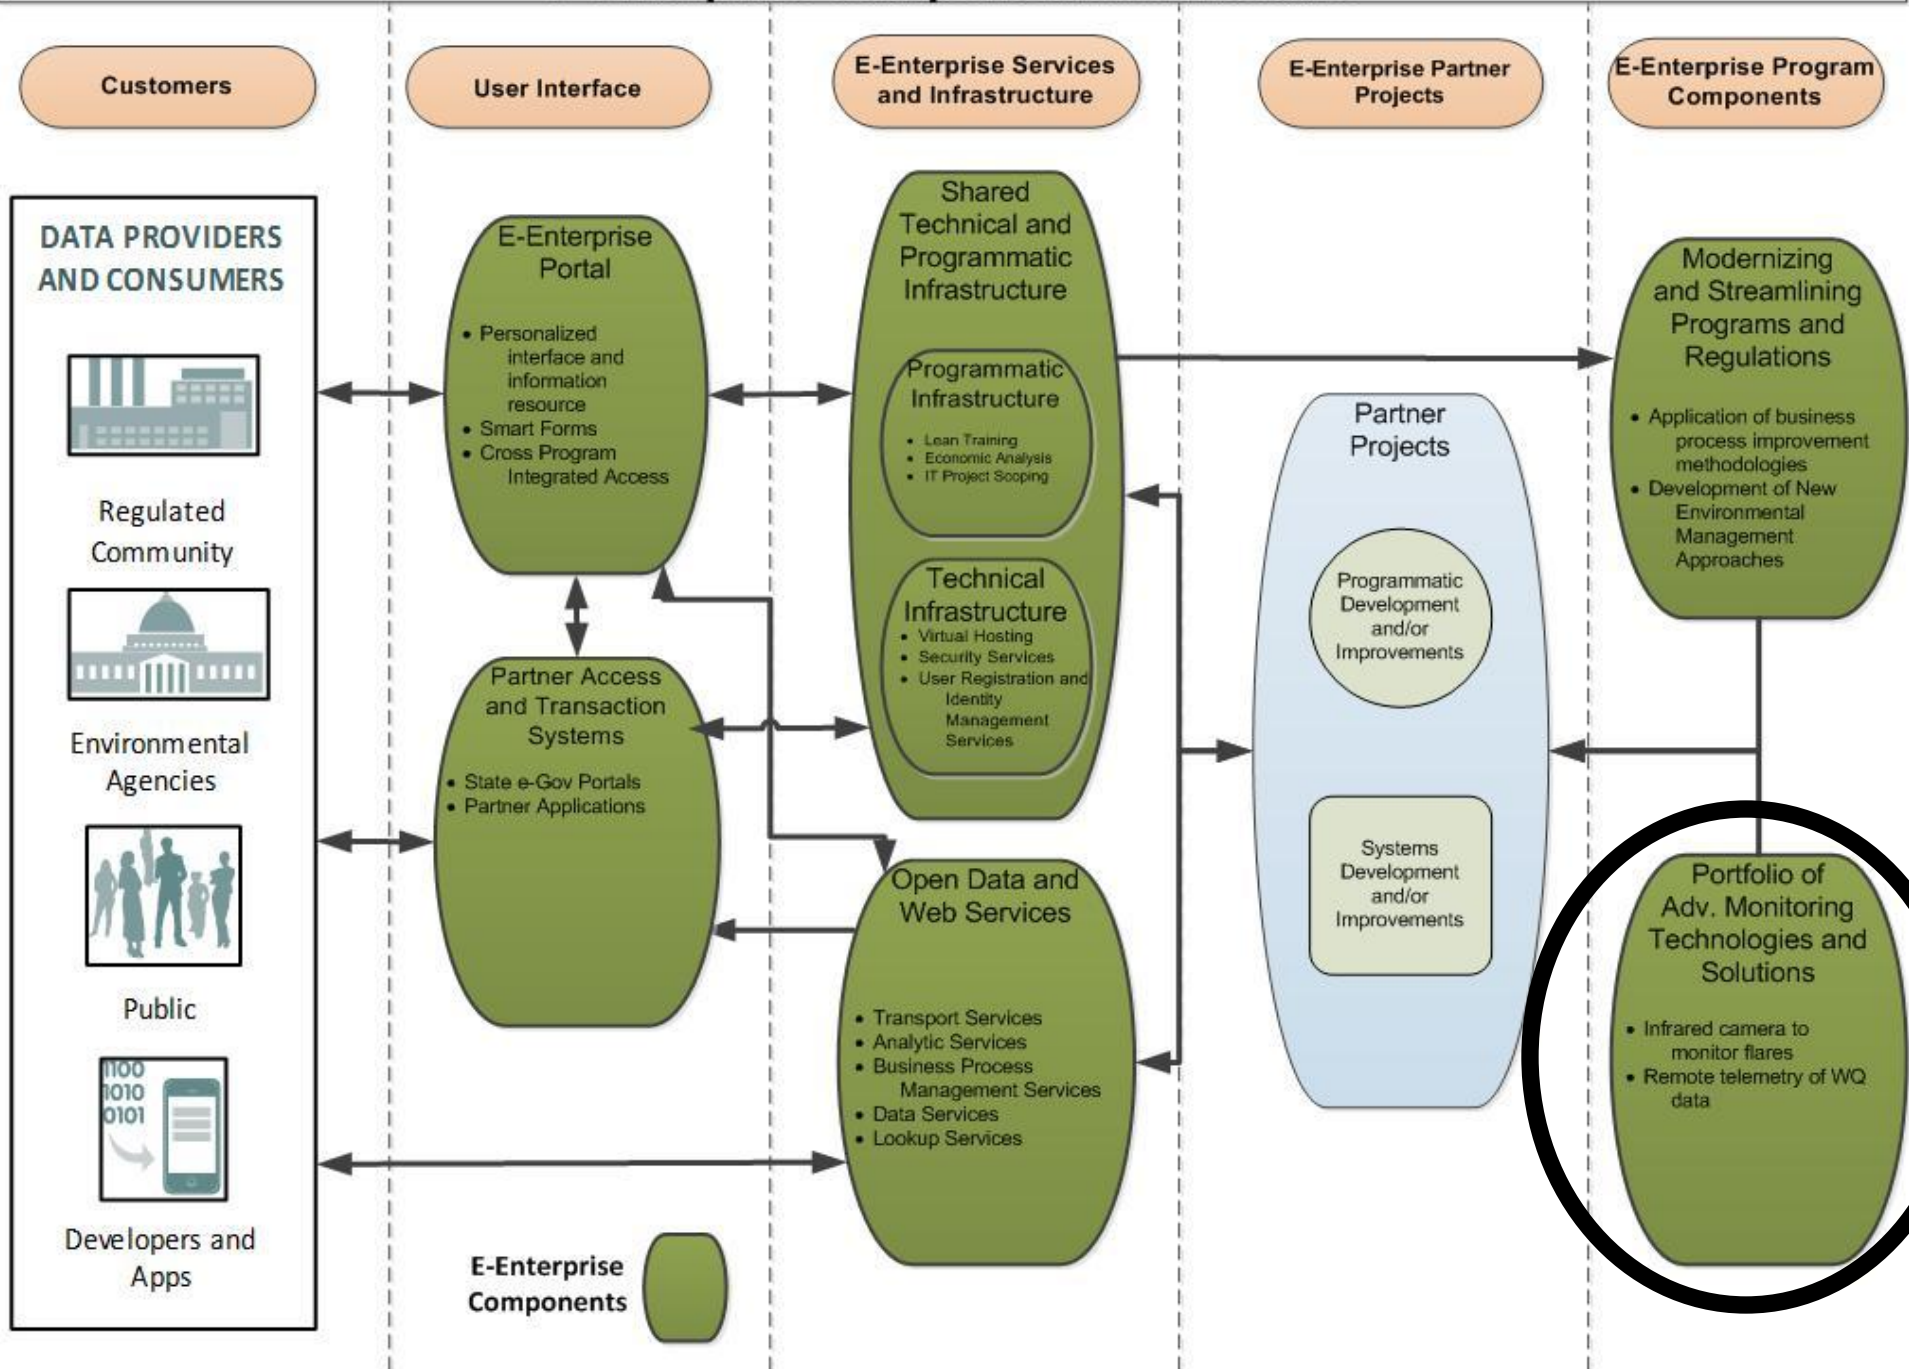 Customers
User Interface
E-Enterprise Services
and Infrastructure
E-Enterprise Partner
Projects
E-Enterprise Program
Components
DATA PROVIDERS
AND CONSUMERS
Regulated
Community
Environmental
Agencies
Public
1100
1010
0101
Developers and
Apps
E-Enterprise
Portal
• Personalized
interface and
information
resource
• Smart Forms
• Cross Program
Integrated Access
Partner Access
and Transaction
Systems
• State e-Gov Portals
• Partner Applications
E-Enterprise
Components
Shared
Technical and
Programmatic
Infrastructure
Programmatic
Infrastructure
• Lean Training
• Economic Analysis
• IT Project Scoping
Technical
Infrastructure
• Virtual Hosting
• Security Services
• User Registration and
Identity
Management
Services
Open Data and
Web Services
• Transport Services
• Analytic Services
• Business Process
Management Services
• Data Services
• Lookup Services
Partner
Projects
Programmatic
Development
and/or
Improvements
Systems
Development
and/or
Improvements
Modernizing
and Streamlining
Programs and
Regulations
• Application of business
process improvement
methodologies
• Development of New
Environmental
Management
Approaches
Portfolio of
Adv. Monitoring
Technologies and
Solutions
• Infrared camera to
monitor flares
• Remote telemetry of WQ
data